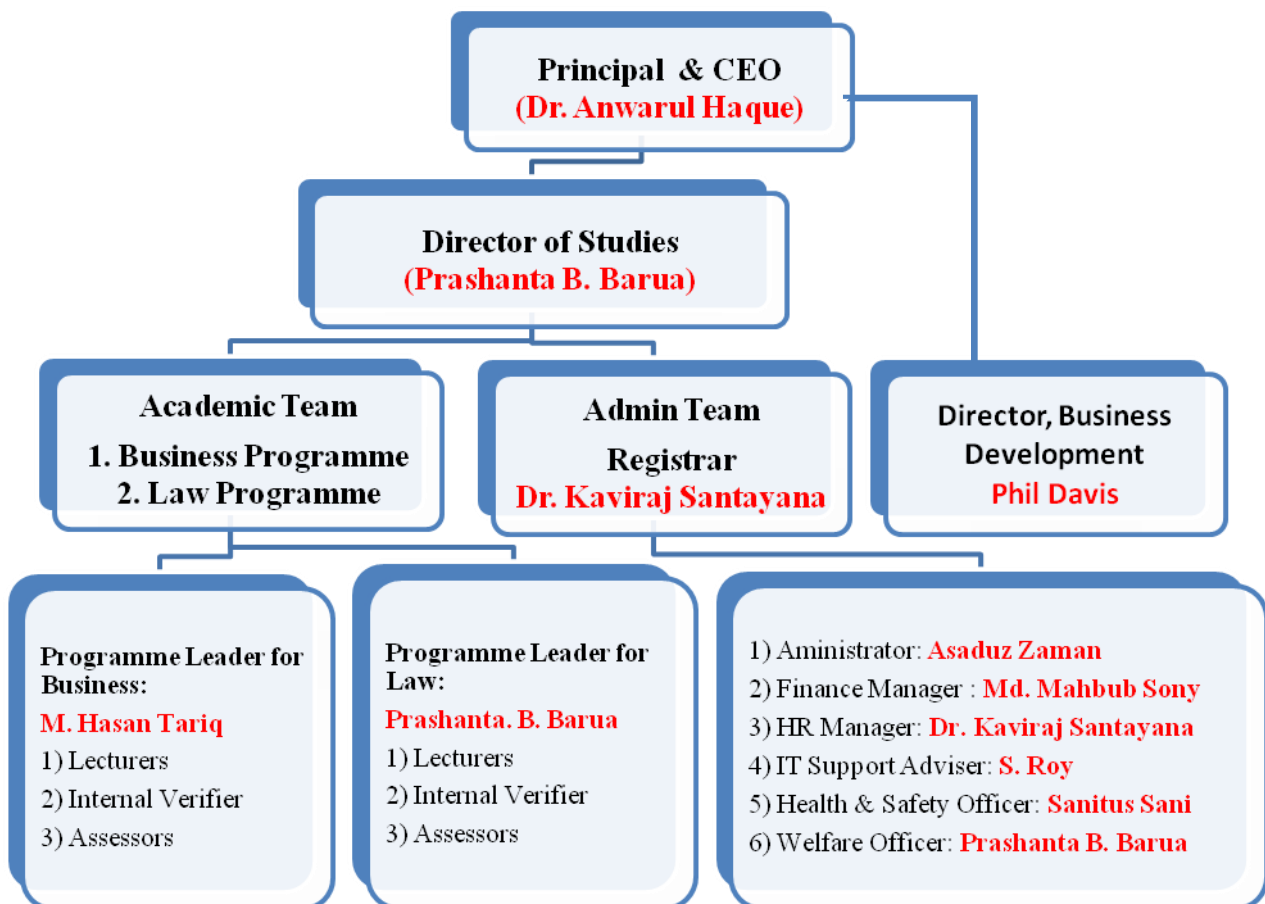 Principal & CEO
(Dr. Anwarul Haque)
Director of Studies
(Prashanta B. Barua)
Academic Team
1. Business Programme
2. Law Programme
Admin Team
Registrar
Dr. Kaviraj Santayana
Director, Business
Development
Phil Davis
Programme Leader for
Business:
M. Hasan Tariq
1) Lecturers
2) Internal Verifier
3) Assessors
Programme Leader for
Law:
Prashanta. B. Barua
1) Lecturers
2) Internal Verifier
3) Assessors
1) Aministrator: Asaduz Zaman
2) Finance Manager : Md. Mahbub Sony
3) HR Manager: Dr. Kaviraj Santayana
4) IT Support Adviser: S. Roy
5) Health & Safety Officer: Sanitus Sani
6) Welfare Officer: Prashanta B. Barua